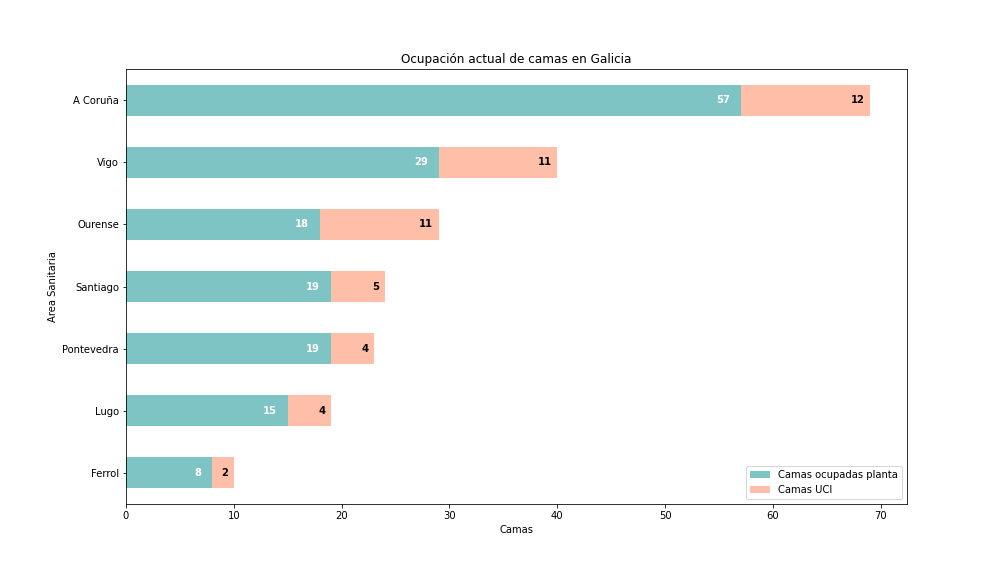 Ocupación actual de camas en Galicia
A Coruña 57 12
Vigo 29 11
Ourense 18 11
Santiago 19 5
Pontevedra 19 4
Lugo 15 4
Ferrol 8 2
Area Sanitaria
Camas ocupadas planta
Camas UCI
0 10 20 30 40 50 60 70
Camas